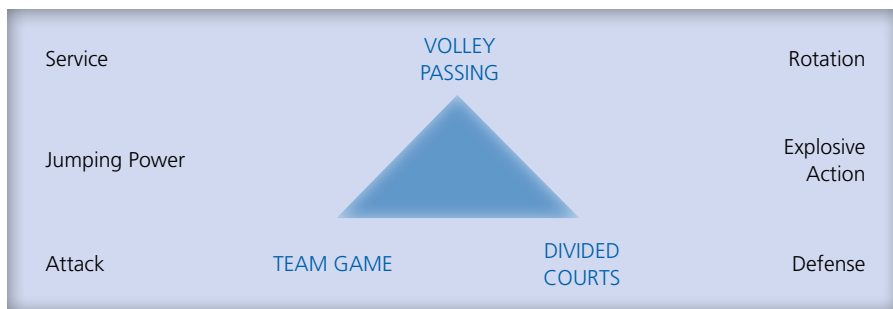 Service
VOLLEY
PASSING
Rotation
Jumping Power
Explosive
Action
Attack
TEAM GAME
DIVIDED
COURTS
Defense